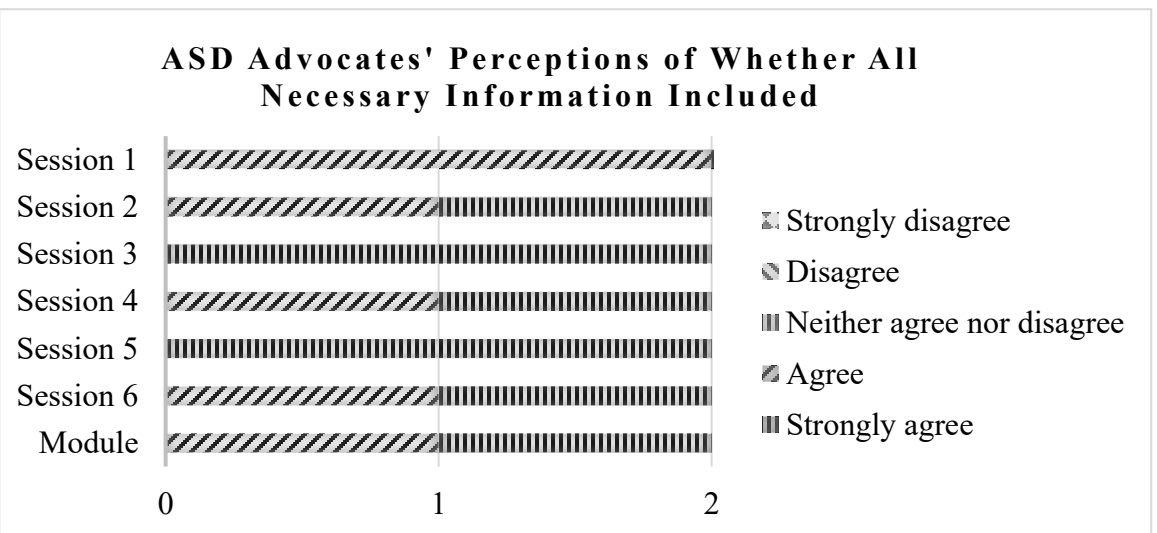 ASD Advocates' Perceptions of Whether All
Necessary Information Included
Session 1
Session 2
Session 3
Session 4
Session 5
Session 6
Module
0 1 2
Strongly disagree
Disagree
Neither agree nor disagree
Agree
Strongly agree